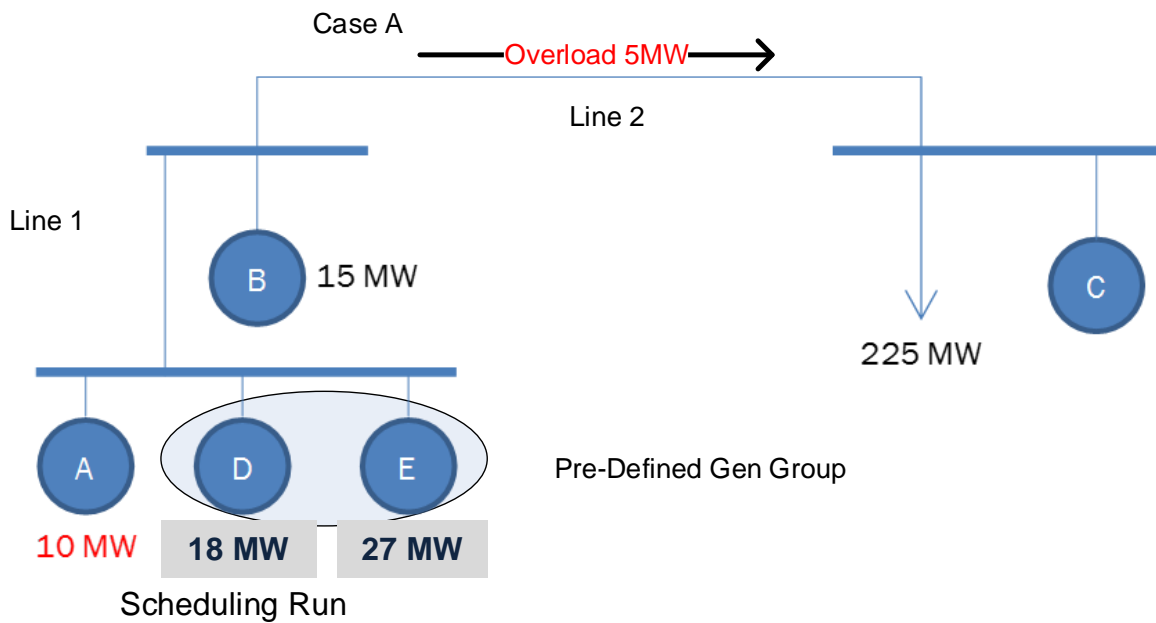 Case A
Overload 5MW
Line 2
Line 1
B
15 MW
C
225 MW
A
D
E
Pre-Defined Gen Group
10 MW
18 MW
27 MW
Scheduling Run